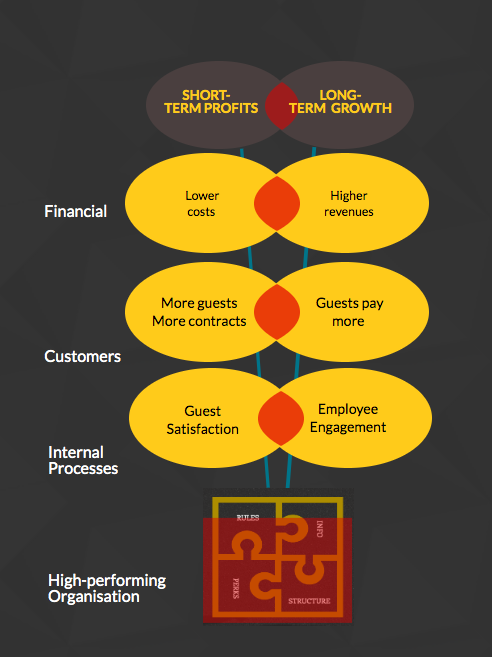 SHORT-
TERM PROFITS
LONG-
TERM GROWTH
Financial
Lower
costs
Higher
revenues
Customers
More guests
More contracts
Guests pay
more
Internal
Processes
Guest
Satisfaction
Employee
Engagement
High-performing
Organisation
RULES
INFO
PERKS
STRUCTURE